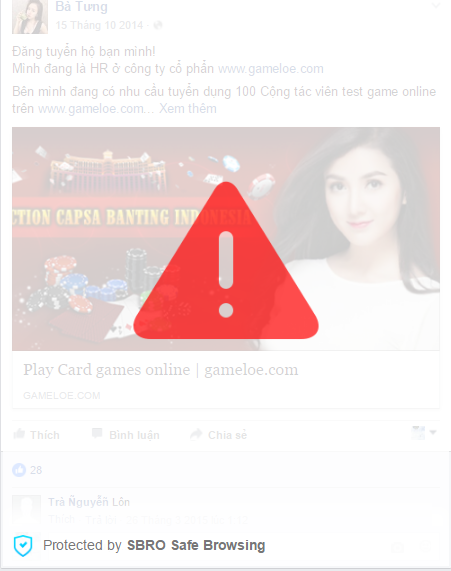 Bà Tưng
15 Tháng 10 2014 ·
Đăng tuyển hộ bạn mình!
Mình đang là HR ở công ty cổ phần www.gameloe.com
Bên mình đang có nhu cầu tuyển dụng 100 Cộng tác viên test game online
trên www.gameloe.com... Xem thêm
CTION CAPSA BANTING INDONESIA
Play Card games online | gameloe.com
GAMELOE.COM
Thích Bình luận Chia sẻ
28
Trà Nguyễn Lôn
Protected by SBRO Safe Browsing